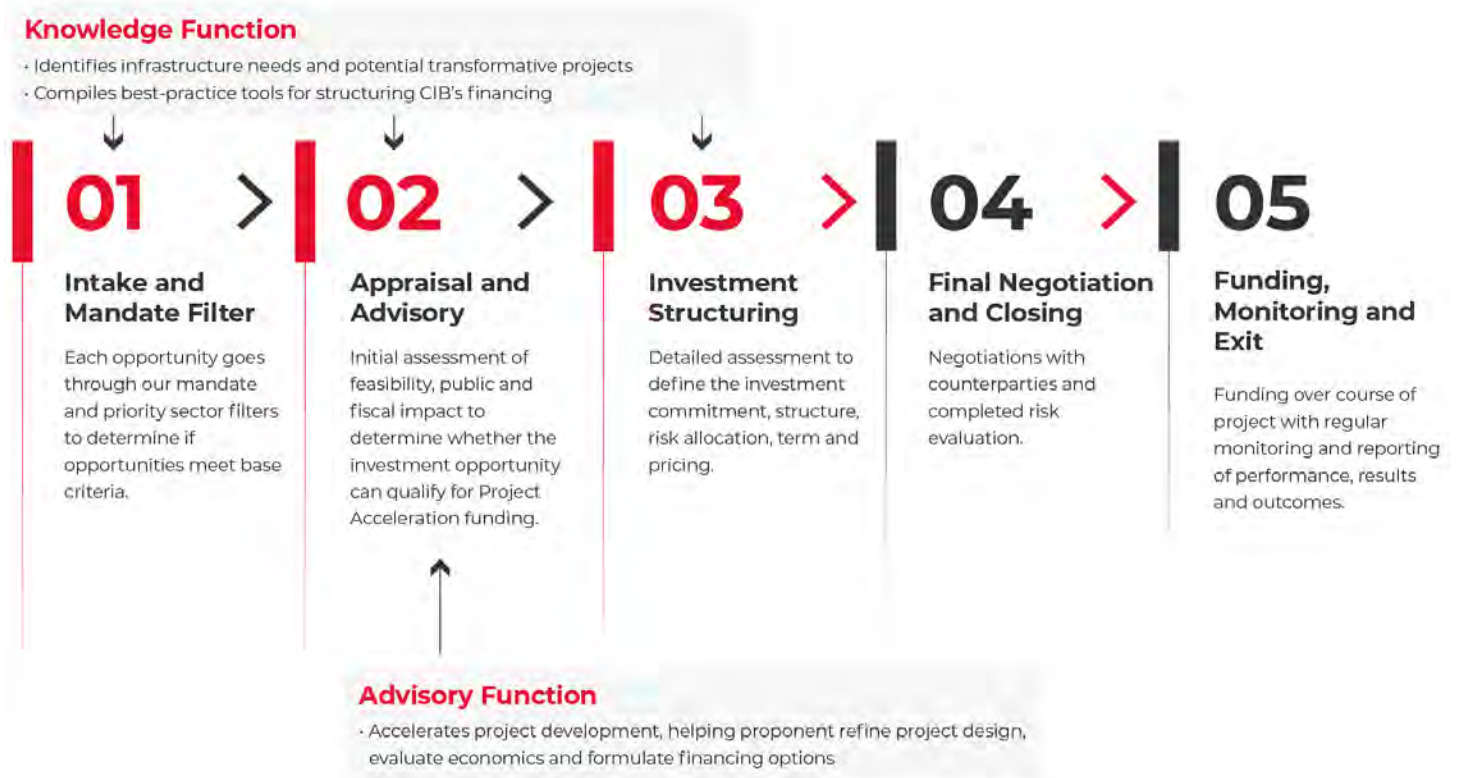 Knowledge Function
· Identifies infrastructure needs and potential transformative projects
· Compiles best-practice tools for structuring CIB's financing
01
Intake and
Mandate Filter
Each opportunity goes
through our mandate
and priority sector filters
to determine if
opportunities meet base
criteria.
02
Appraisal and
Advisory
Initial assessment of
feasibility, public and
fiscal impact to
determine whether the
investment opportunity
can qualify for Project
Acceleration funding.
03
Investment
Structuring
Detailed assessment to
define the investment
commitment, structure,
risk allocation, term and
pricing.
04
Final Negotiation
and Closing
Negotiations with
counterparties and
completed risk
evaluation.
05
Funding,
Monitoring and
Exit
Funding over course of
project with regular
monitoring and reporting
of performance, results
and outcomes.
Advisory Function
· Accelerates project development, helping proponent refine project design,
evaluate economics and formulate financing options